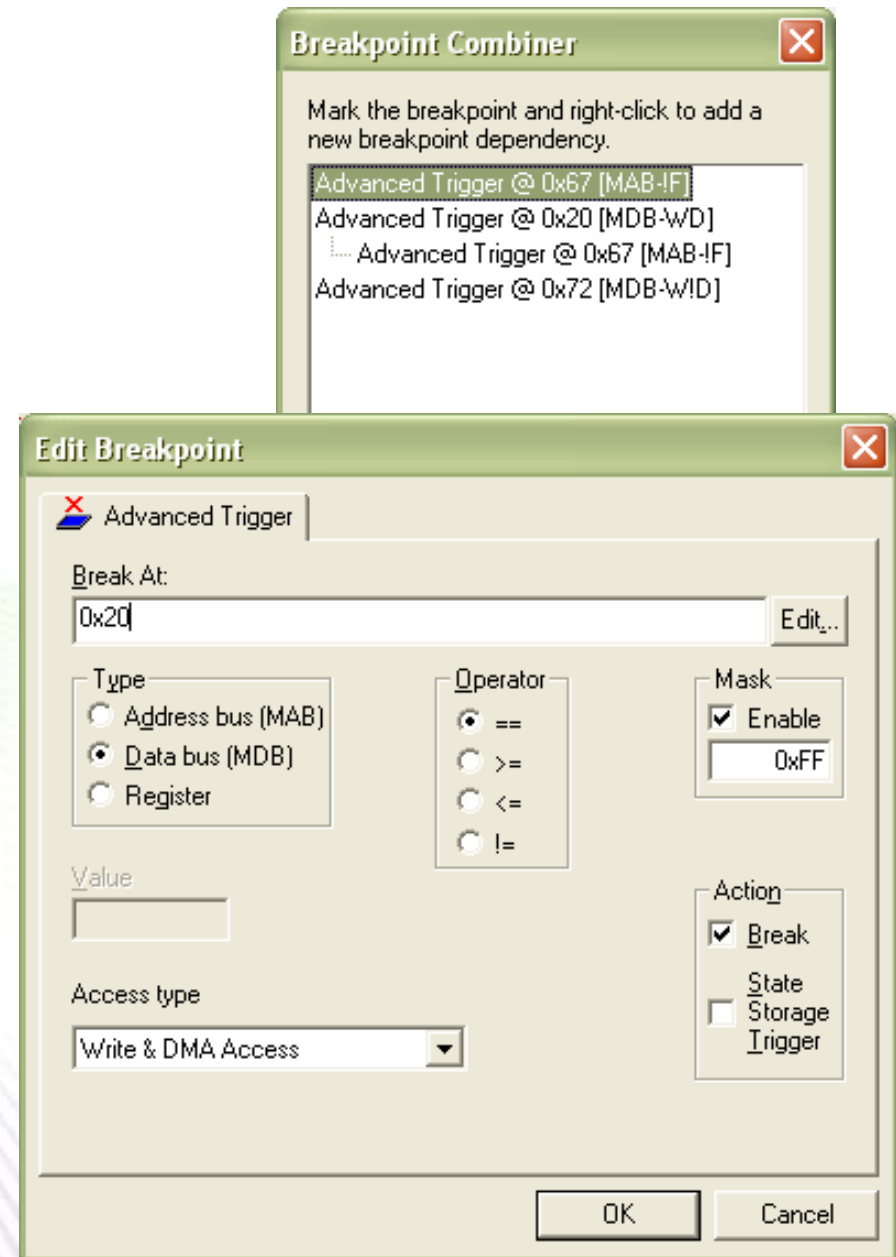 Breakpoint Combiner
Mark the breakpoint and right-click to add a
new breakpoint dependency.
Advanced Trigger @ 0x67 [MAB-!F]
Advanced Trigger @ 0x20 [MDB-WD]
Advanced Trigger @ 0x67 [MAB-!F]
Advanced Trigger @ 0x72 [MDB-W!D]
Edit Breakpoint
Advanced Trigger
Break At:
0x20
Edit...
Type
Address bus (MAB)
Data bus (MDB)
Register
Operator
==
>=
<=
!=
Mask
Enable
0xFF
Value
Action
Break
State
Storage
Trigger
Access type
Write & DMA Access
OK
Cancel